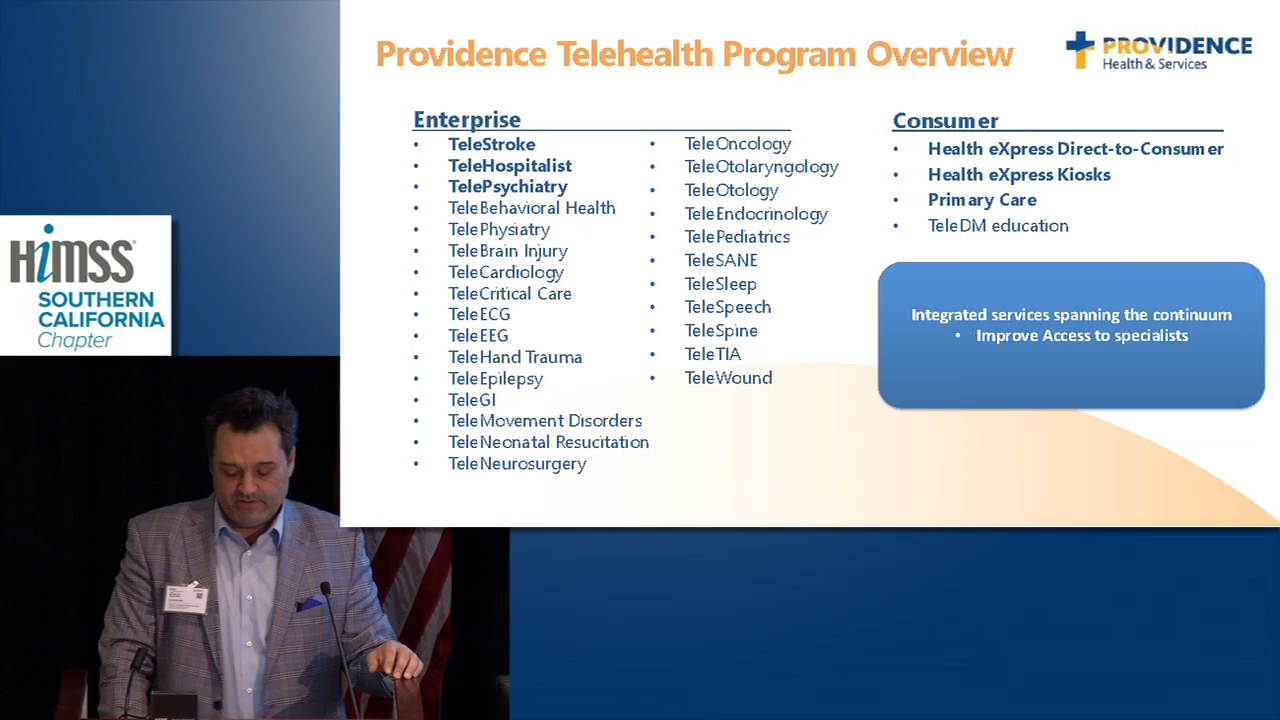 Providence Telehealth Program Overview
PROVIDENCE
Health & Services
Enterprise
• TeleStroke
• TeleHospitalist
• TelePsychiatry
• TeleBehavioral Health
• TelePhysiatry
• TeleBrain Injury
• TeleCardiology
• TeleCritical Care
• TeleECG
• TeleEEG
• TeleHand Trauma
• TeleEpilepsy
• TeleGI
• TeleMovement Disorders
• TeleNeonatal Resucitation
• TeleNeurosurgery
• TeleOncology
• TeleOtolaryngology
• TeleOtology
• TeleEndocrinology
• TelePediatrics
• TeleSANE
• TeleSleep
• TeleSpeech
• TeleSpine
• TeleTIA
• TeleWound
Consumer
• Health eXpress Direct-to-Consumer
• Health eXpress Kiosks
• Primary Care
• TeleDM education
Integrated services spanning the continuum
• Improve Access to specialists
HiMSS
SOUTHERN
CALIFORNIA
Chapter